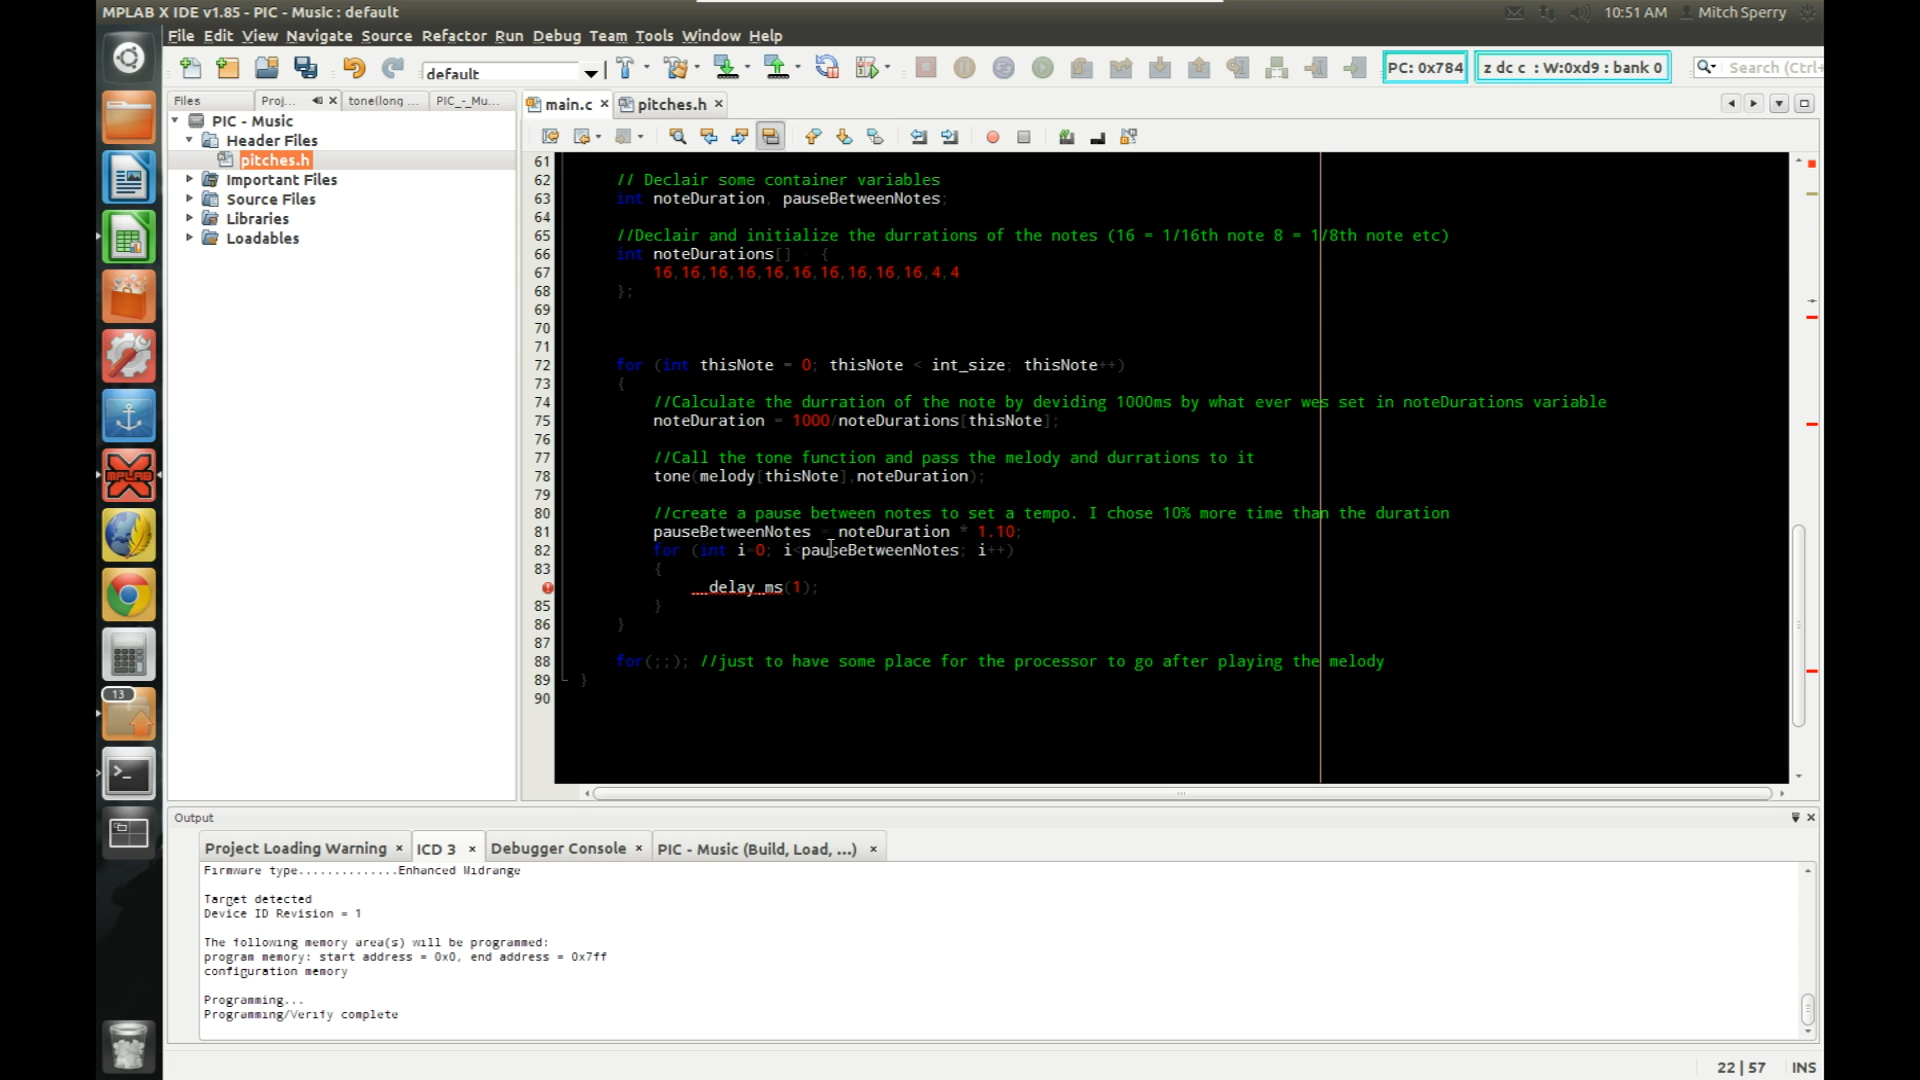 MPLAB X IDE v1.85 - PIC - Music : default
10:51 AM Mitch Sperry
File Edit View Navigate Source Refactor Run Debug Team Tools Window Help
default
PC: 0x784
z dc c : W:0xd9 : bank 0
Search (Ctrl+
Files
Proj...
tone(long ...
PIC_-_Mu...
main.c
pitches.h
PIC - Music
Header Files
pitches.h
Important Files
Source Files
Libraries
Loadables
13
61
62 // Declair some container variables
63 int noteDuration, pauseBetweenNotes;
64
65 //Declair and initialize the durrations of the notes (16 = 1/16th note 8 = 1/8th note etc)
66 int noteDurations[] {
67 16,16,16,16,16,16,16,16,16,16,4,4
68 };
69
70
71
72 for (int thisNote = 0; thisNote < int_size; thisNote++)
73 {
74 //Calculate the durration of the note by deviding 1000ms by what ever wes set in noteDurations variable
75 noteDuration = 1000/noteDurations[thisNote];
76
77 //Call the tone function and pass the melody and durrations to it
78 tone(melody[thisNote],noteDuration);
79
80 //create a pause between notes to set a tempo. I chose 10% more time than the duration
81 pauseBetweenNotes = noteDuration * 1.10;
82 for (int i=0; i<pauseBetweenNotes; i++)
83 {
__delay_ms(1);
85 }
86 }
87
88 for(;;); //just to have some place for the processor to go after playing the melody
89 }
90
Output
Project Loading Warning
ICD 3
Debugger Console
PIC - Music (Build, Load, ...)
Firmware type..............Enhanced Midrange
Target detected
Device ID Revision = 1
The following memory area(s) will be programmed:
program memory: start address = 0x0, end address = 0x7ff
configuration memory
Programming...
Programming/Verify complete
22 | 57 INS